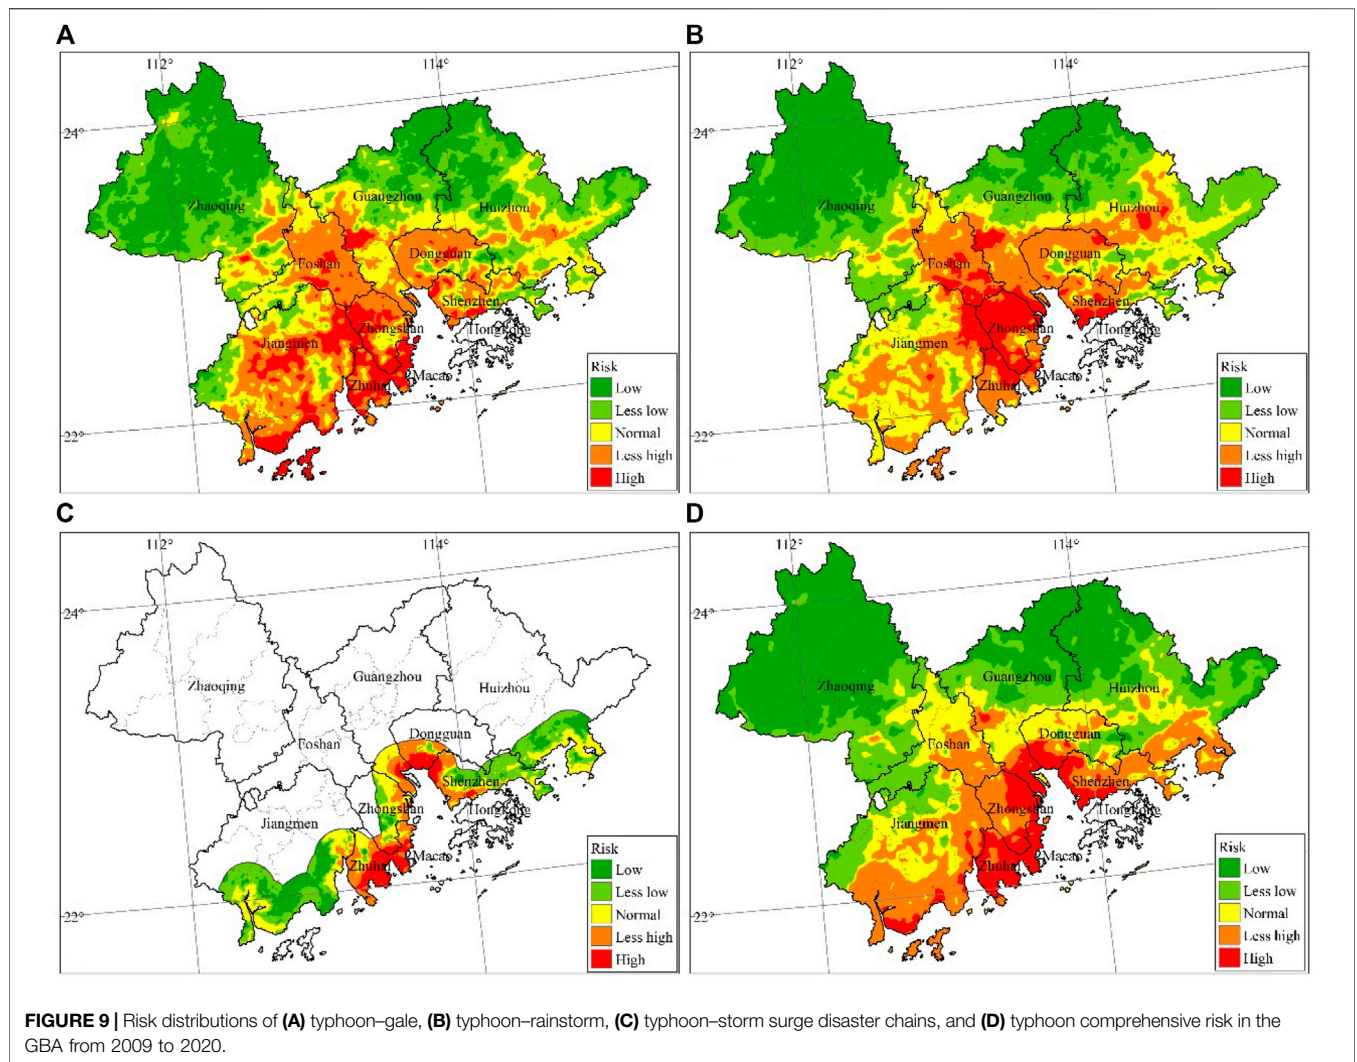 A
112°
114°
24°
22°
Zhaoqing
Guangzhou
Huizhou
Foshan
Dongguan
Shenzhen
Zhongshan
HongKong
Jiangmen
Zhuhai
Macao
Risk
Low
Less low
Normal
Less high
High
B
112°
114°
24°
22°
Zhaoqing
Guangzhou
Huizhou
Foshan
Dongguan
Shenzhen
Zhongshan
HongKong
Jiangmen
Zhuhai
Macao
Risk
Low
Less low
Normal
Less high
High
C
112°
114°
24°
22°
Zhaoqing
Guangzhou
Huizhou
Foshan
Dongguan
Shenzhen
Zhongshan
HongKong
Jiangmen
Zhuhai
Macao
Risk
Low
Less low
Normal
Less high
High
D
112°
114°
24°
22°
Zhaoqing
Guangzhou
Huizhou
Foshan
Dongguan
Shenzhen
Zhongshan
HongKong
Jiangmen
Zhuhai
Macao
Risk
Low
Less low
Normal
Less high
High
FIGURE 9 | Risk distributions of (A) typhoon–gale, (B) typhoon–rainstorm, (C) typhoon–storm surge disaster chains, and (D) typhoon comprehensive risk in the
GBA from 2009 to 2020.